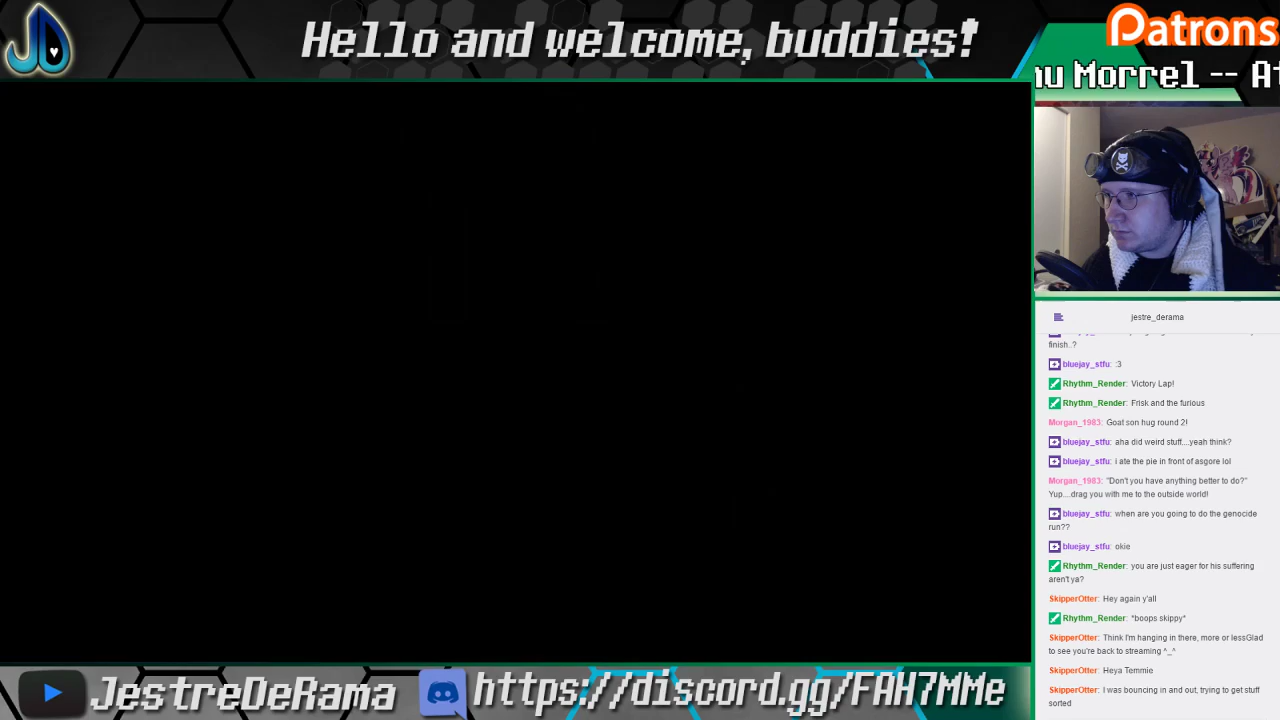 Hello and welcome, buddies!
Patrons
Morrel -- At
jestre_derama
finish..?
bluejay_stfu: :3
Rhythm_Render: Victory Lap!
Rhythm_Render: Frisk and the furious
Morgan_1983: Goat son hug round 2!
bluejay_stfu: aha did weird stuff....yeah think?
bluejay_stfu: i ate the pie in front of asgore lol
Morgan_1983: "Don't you have anything better to do?"
Yup....drag you with me to the outside world!
bluejay_stfu: when are you going to do the genocide
run??
bluejay_stfu: okie
Rhythm_Render: you are just eager for his suffering
aren't ya?
SkipperOtter: Hey again y'all
Rhythm_Render: *boops skippy*
SkipperOtter: Think I'm hanging in there, more or lessGlad
to see you're back to streaming ^_^
SkipperOtter: Heya Temmie
SkipperOtter: I was bouncing in and out, trying to get stuff
sorted
JestreDeRama
https://discord.gg/FAH7MMe